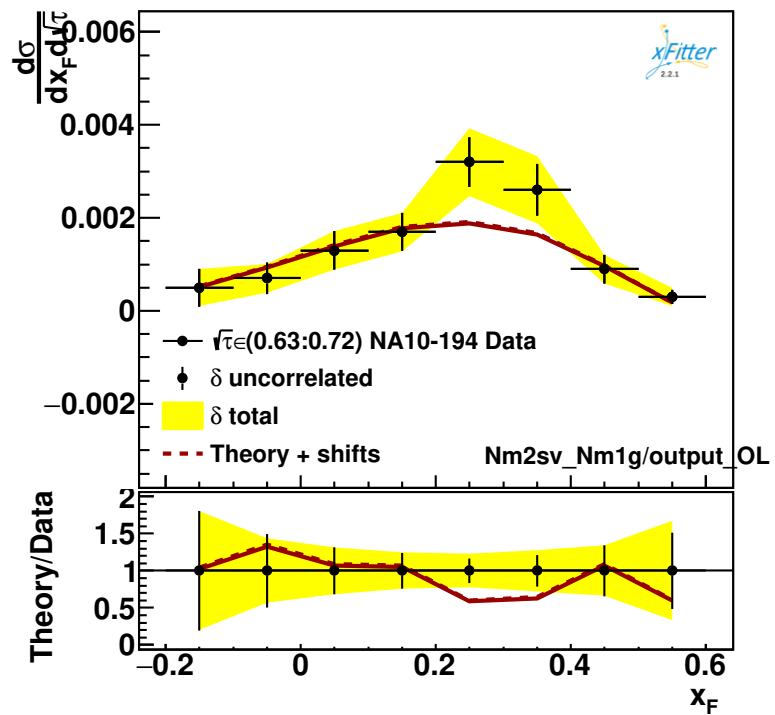 dσ
dx_F d√τ
0.006
xFitter
2.2.1
0.004
0.002
0
√τ∈(0.63:0.72) NA10-194 Data
δ uncorrelated
−0.002
δ total
Theory + shifts
Nm2sv_Nm1g/output_OL
Theory/Data
2
1.5
1
0.5
0
−0.2 0 0.2 0.4 0.6
x_F